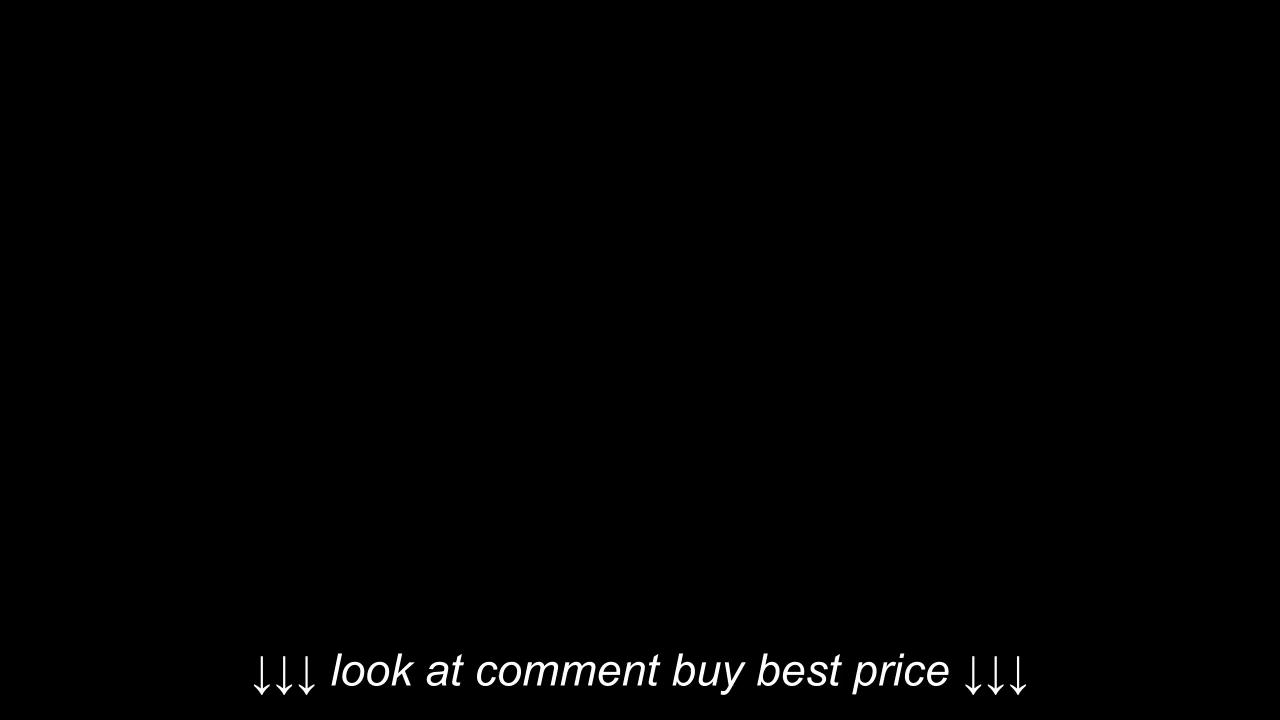 ↓↓↓ look at comment buy best price ↓↓↓